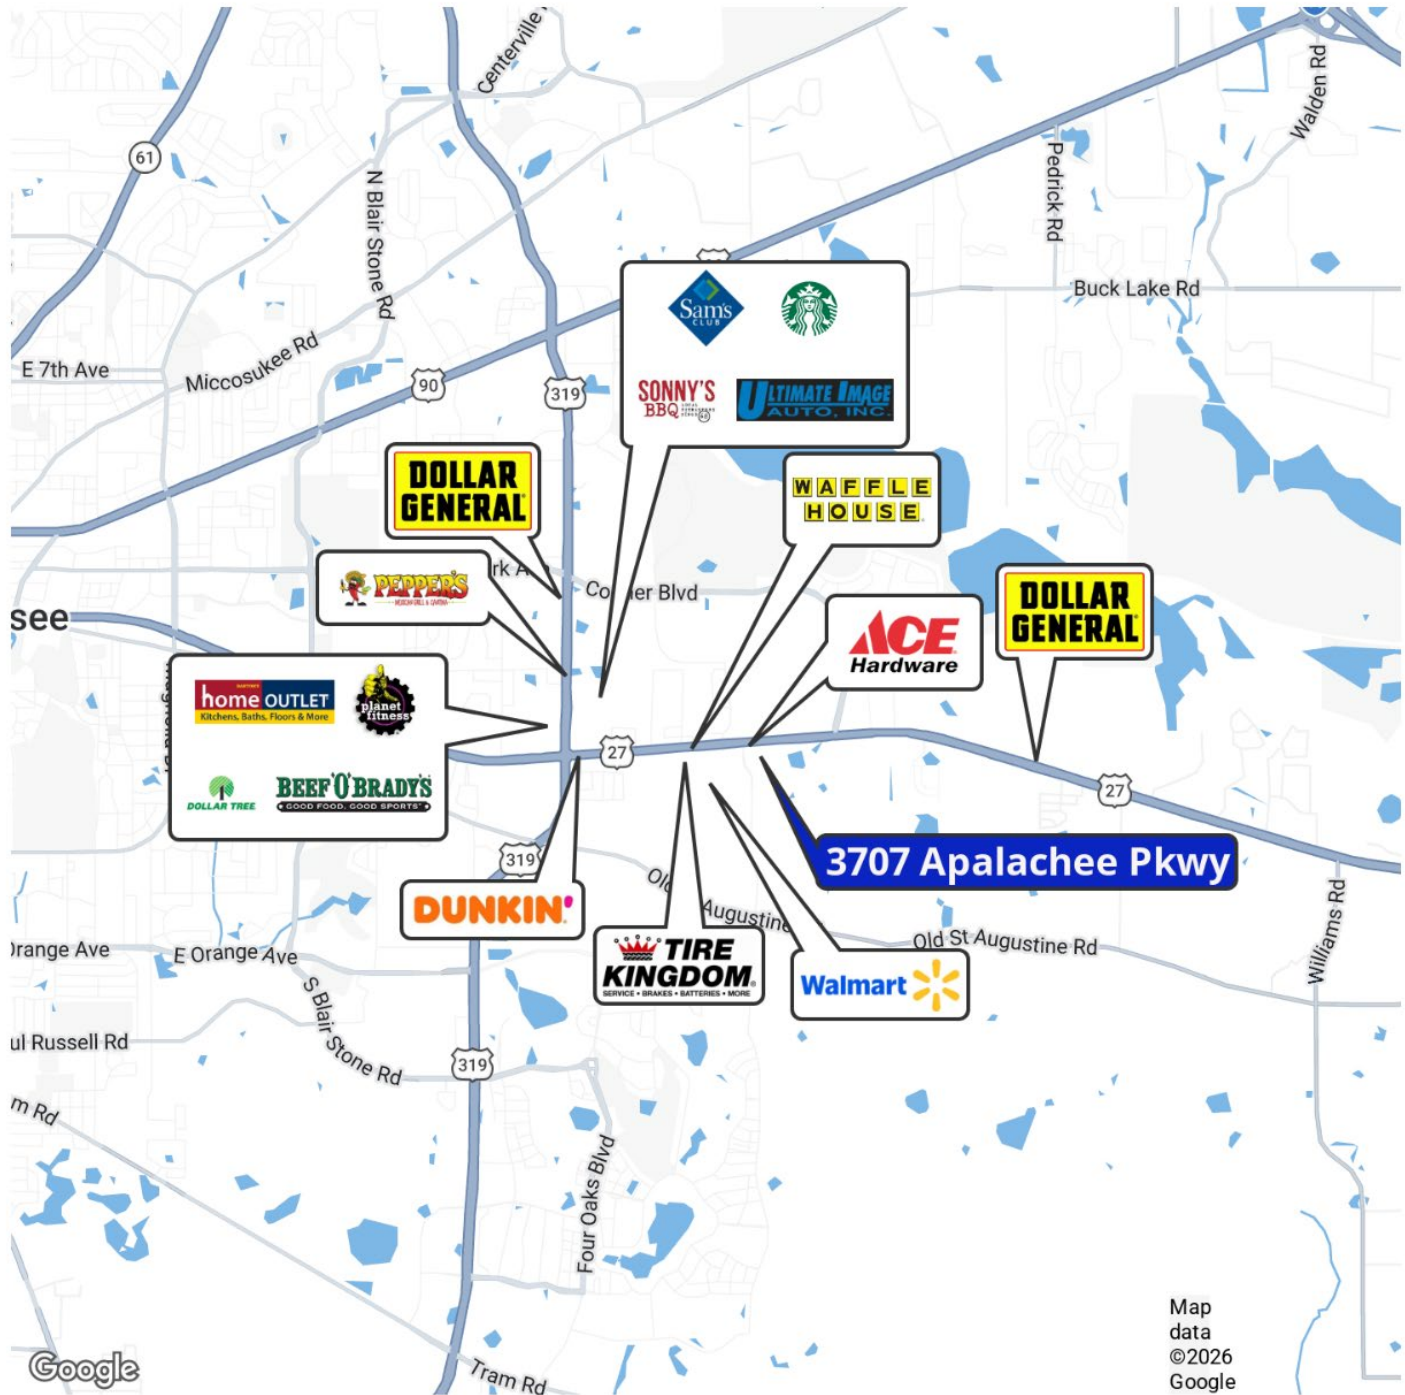 Centerville
Walden Rd
61
Pedrick Rd
N Blair Stone Rd
Buck Lake Rd
Sam's
CLUB
E 7th Ave
Miccosukee Rd
90
319
SONNY'S
BBQ
ULTIMATE IMAGE
AUTO, INC.
DOLLAR
GENERAL
WAFFLE
HOUSE
PEPPER'S
MEXICAN GRILL & CANTINA
rk A
Co
er Blvd
DOLLAR
GENERAL
ACE
Hardware
see
home OUTLET
Kitchens, Baths, Floors & More
planet
fitness
27
DOLLAR TREE
BEEF 'O' BRADY'S
GOOD FOOD. GOOD SPORTS
27
3707 Apalachee Pkwy
319
Ol
Augustine
DUNKIN'
Old St Augustine Rd
Orange Ave
E Orange Ave
TIRE
KINGDOM
SERVICE • BRAKES • BATTERIES • MORE
Walmart
Williams Rd
S Blair Stone Rd
ul Russell Rd
319
m Rd
Four Oaks Blvd
Tram Rd
Google
Map
data
©2026
Google